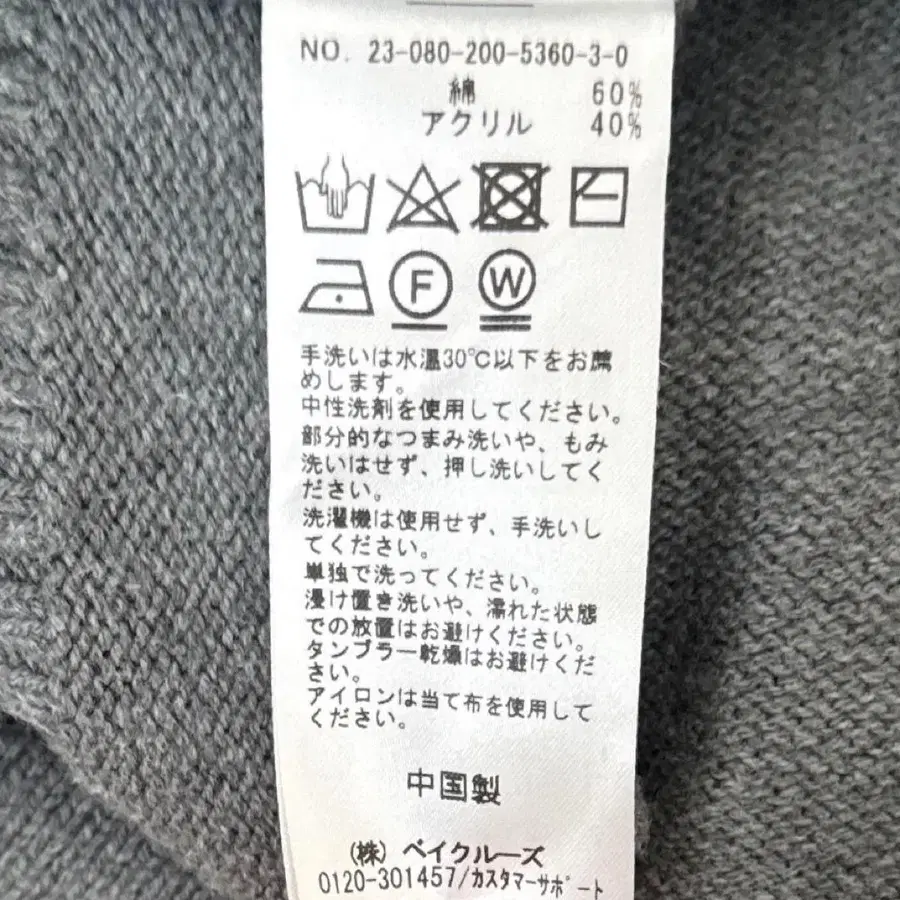 NO. 23-080-200-5360-3-0
綿 60%
アクリル 40%
F W
手洗いは水温30℃以下をお薦
めします。
中性洗剤を使用してください。
部分的なつまみ洗いや、もみ
洗いはせず、押し洗いしてく
ださい。
洗濯機は使用せず、手洗いし
てください。
単独で洗ってください。
浸け置き洗いや、濡れた状態
での放置はお避けください。
タンブラー乾燥はお避けくだ
さい。
アイロンは当て布を使用して
ください。
中国製
(株) ベイクルーズ
0120-301457/カスタマーサポート